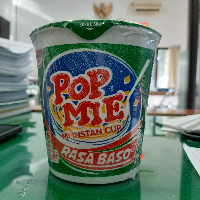 POP
MIE
MI INSTAN CUP
RASA BASO